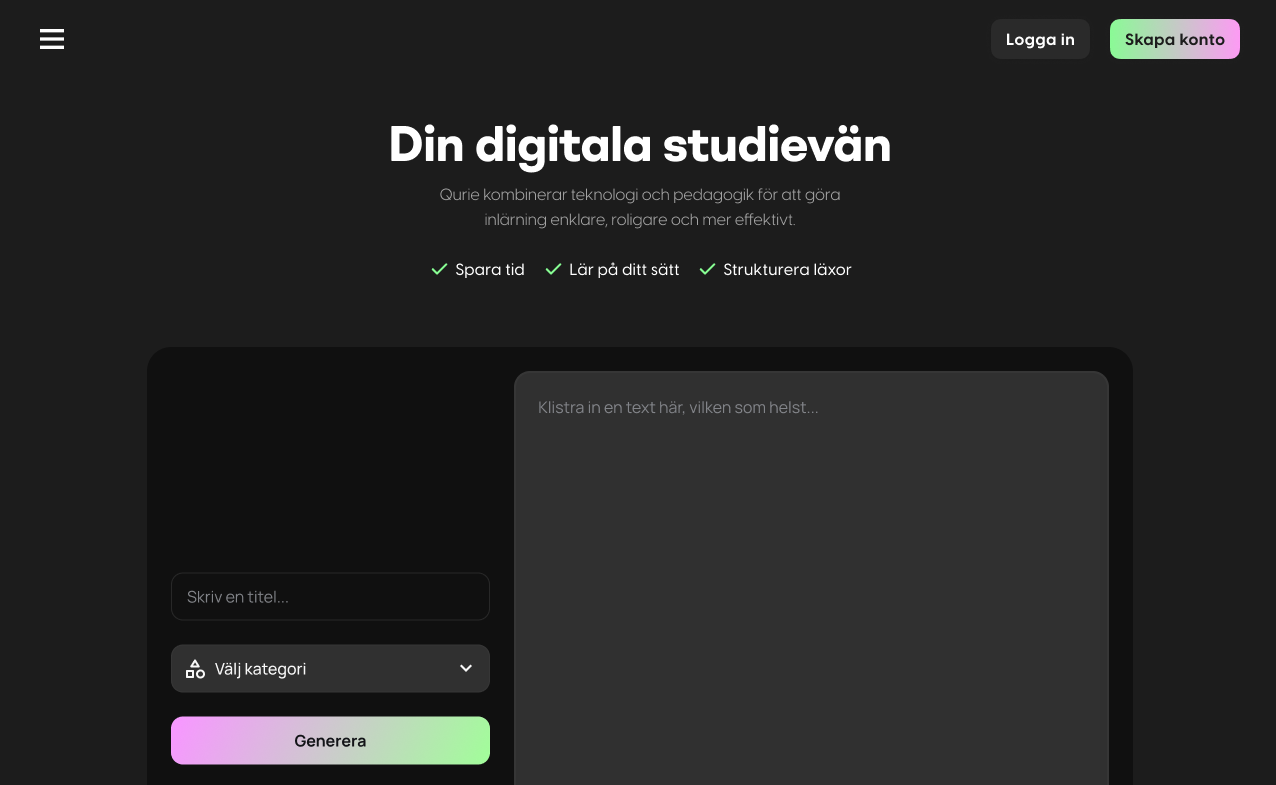 Logga in
Skapa konto
Din digitala studievän
Qurie kombinerar teknologi och pedagogik för att göra
inlärning enklare, roligare och mer effektivt.
Spara tid
Lär på ditt sätt
Strukturera läxor
Klistra in en text här, vilken som helst...
Skriv en titel...
Välj kategori
Generera